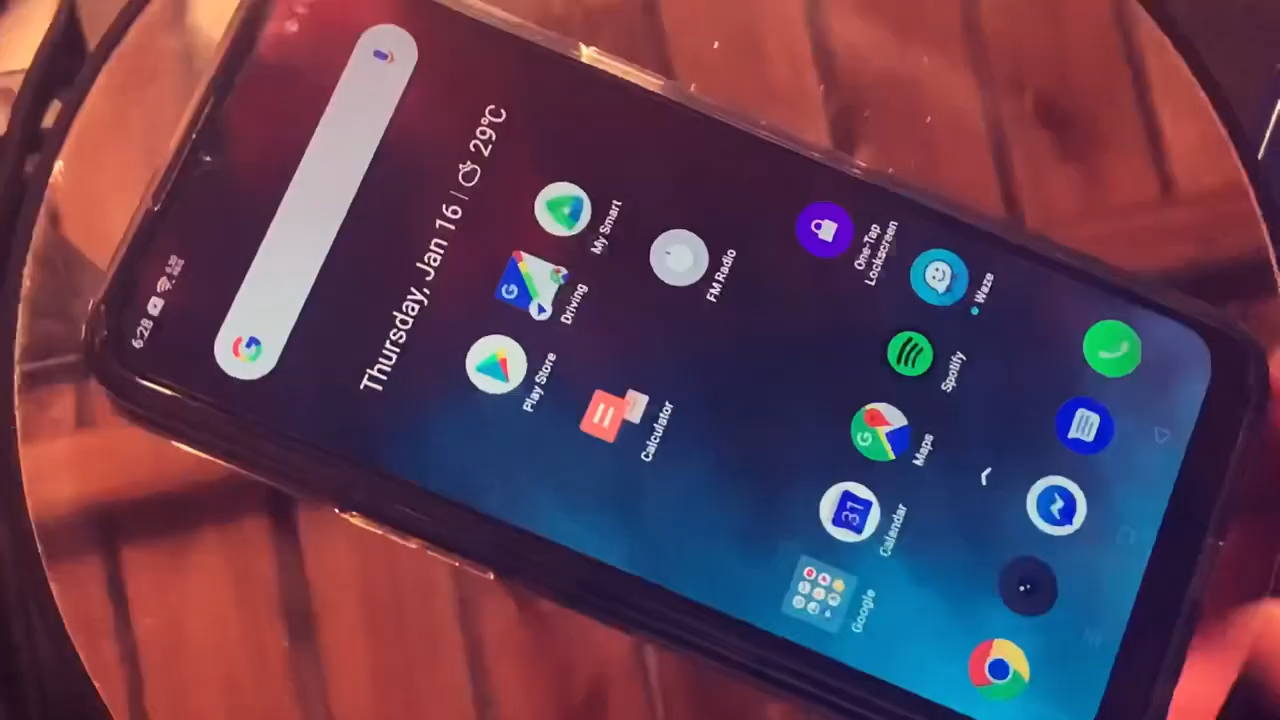 6:28
Thursday, Jan 16 | 29°C
Play Store
Driving
My Smart
Calculator
FM Radio
Google
Calendar
31
Maps
Spotify
Waze
One-Tap
Lockscreen